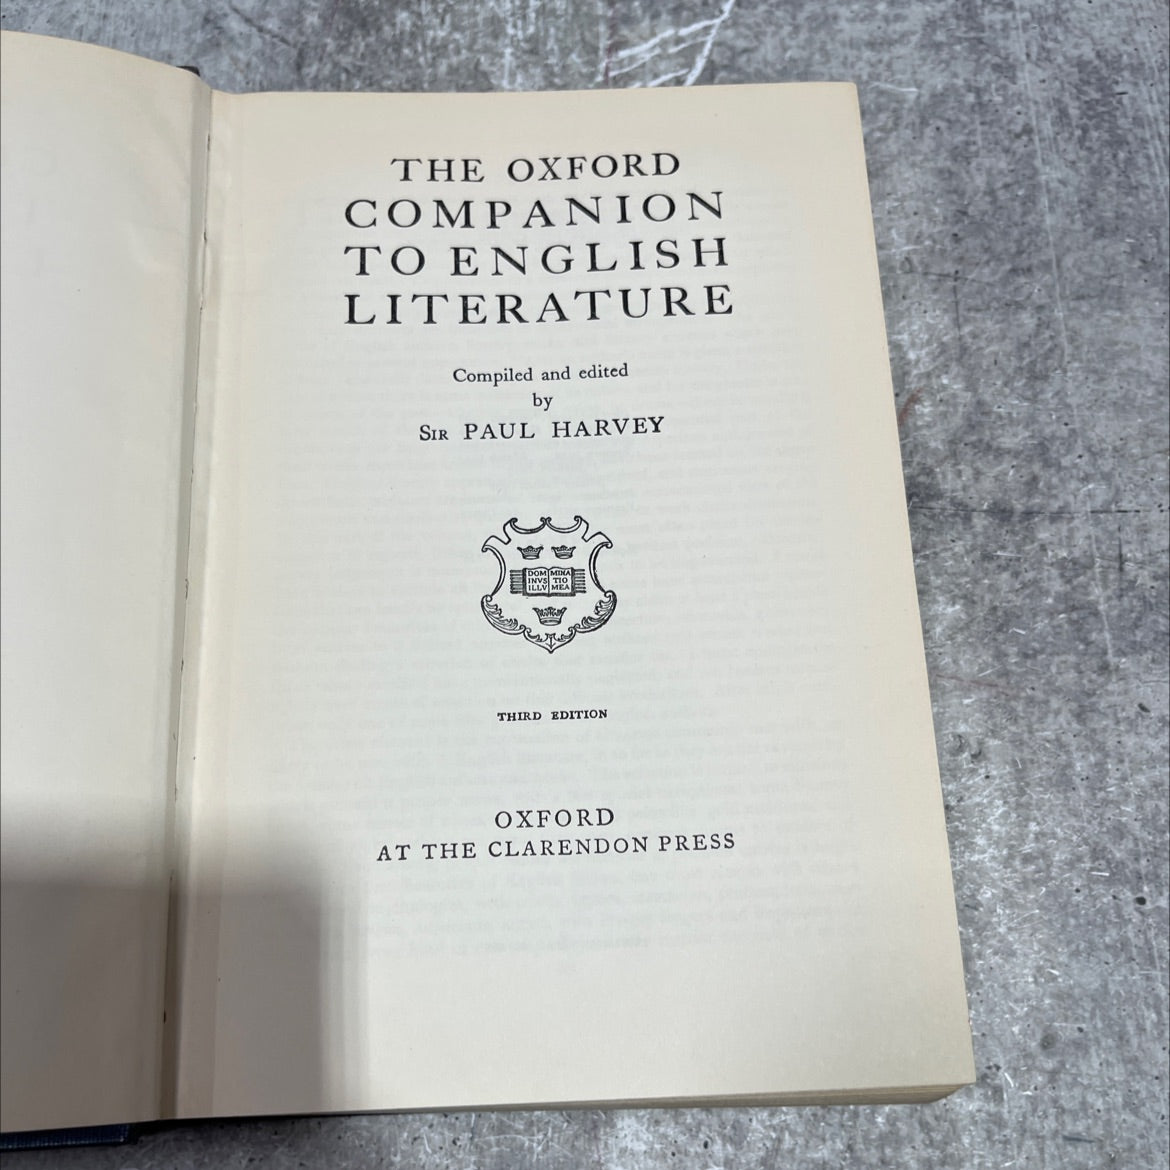 THE OXFORD
COMPANION
TO ENGLISH
LITERATURE
Compiled and edited
by
SIR PAUL HARVEY
DOM MINA
INVS TIO
ILLV MEA
THIRD EDITION
OXFORD
AT THE CLARENDON PRESS